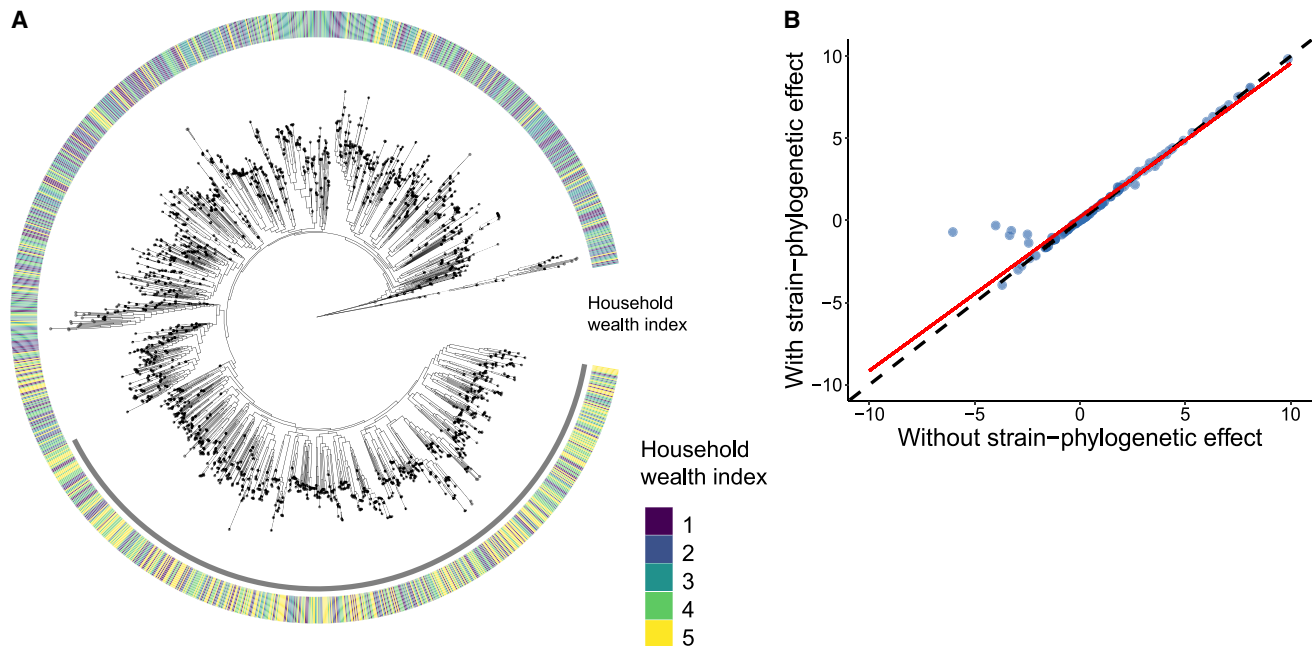 A
Household
wealth index
Household
wealth index
1
2
3
4
5
B
With strain−phylogenetic effect
10
5
0
−5
−10
−10
−5
0
5
10
Without strain−phylogenetic effect